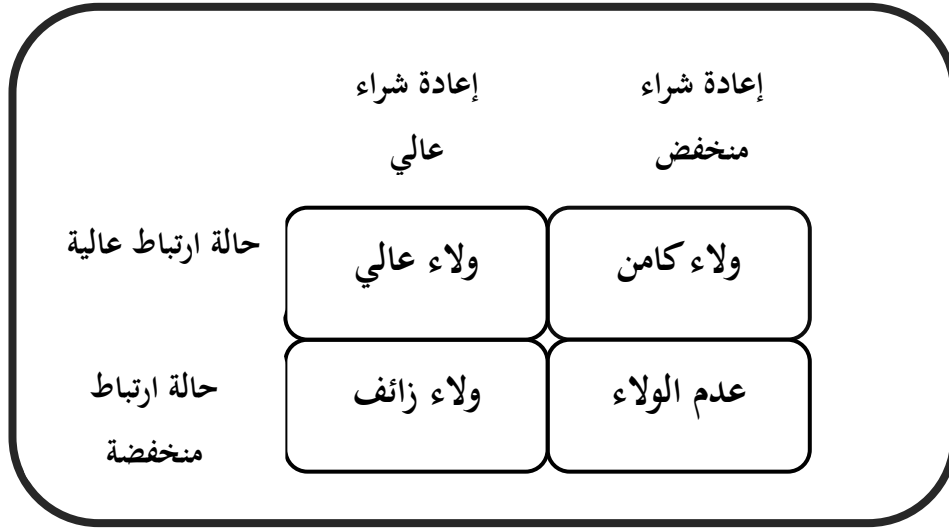 إعادة شراء
منخفض
إعادة شراء
عالي
حالة ارتباط عالية
ولاء عالي
ولاء كامن
حالة ارتباط
منخفضة
ولاء زائف
عدم الولاء